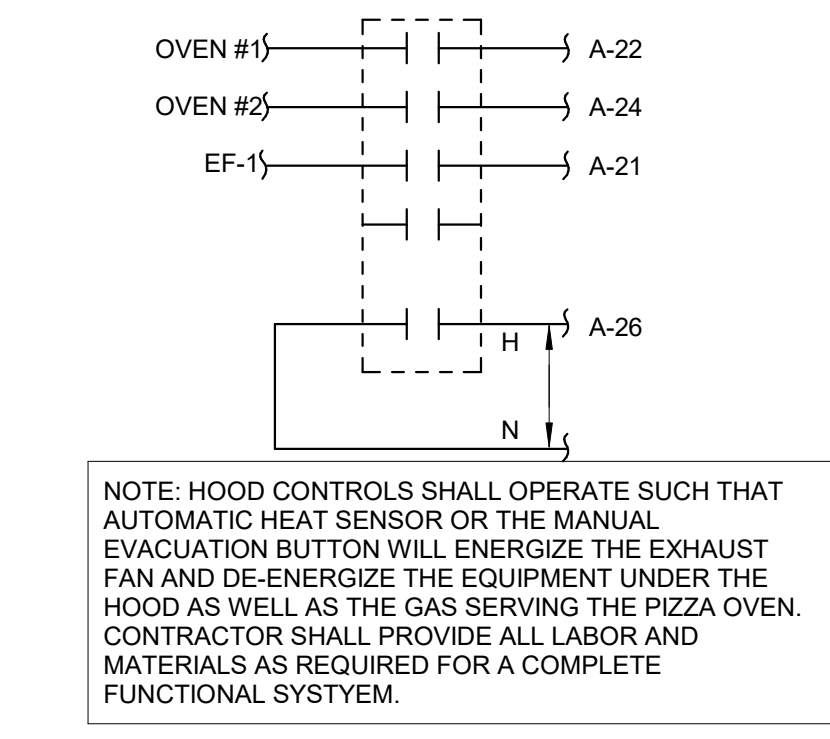 OVEN #1 A-22
OVEN #2 A-24
EF-1 A-21
A-26
H
N
NOTE: HOOD CONTROLS SHALL OPERATE SUCH THAT
AUTOMATIC HEAT SENSOR OR THE MANUAL
EVACUATION BUTTON WILL ENERGIZE THE EXHAUST
FAN AND DE-ENERGIZE THE EQUIPMENT UNDER THE
HOOD AS WELL AS THE GAS SERVING THE PIZZA OVEN.
CONTRACTOR SHALL PROVIDE ALL LABOR AND
MATERIALS AS REQUIRED FOR A COMPLETE
FUNCTIONAL SYSTYEM.